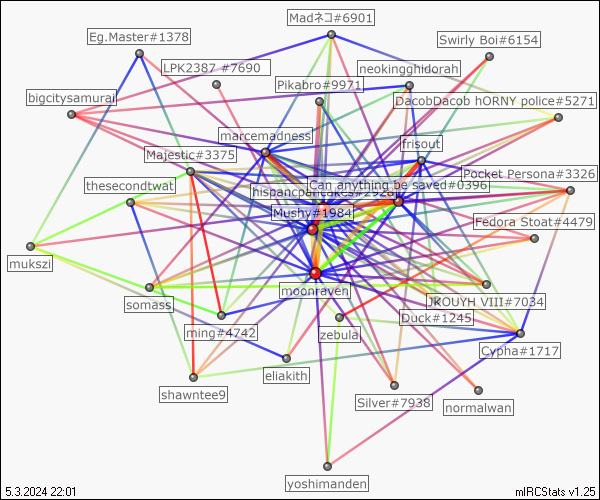 Madネコ#6901
Eg.Master#1378
Swirly Boi#6154
LPK2387 #7690
neokingghidorah
Pikabro#9971
bigcitysamurai
DacobDacob hORNY police#5271
marcemadness
frisout
Majestic#3375
Pocket Persona#3326
thesecondtwat
Can anything be saved#0396
Mushy#1984
Fedora Stoat#4479
mukszi
moonraven
somass
JKOUYH VIII#7034
Duck#1245
ming#4742
zebula
Cypha#1717
eliakith
shawntee9
Silver#7938
normalwan
yoshimanden
5.3.2024 22:01
mIRCStats v1.25